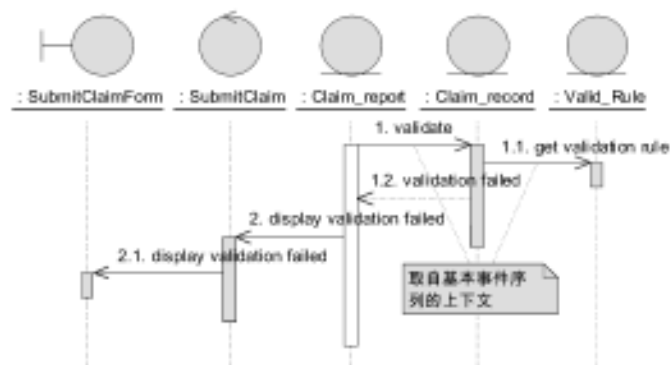 : SubmitClaimForm
: SubmitClaim
: Claim_report
: Claim_record
: Valid_Rule
1. validate
1.1. get validation rule
1.2. validation failed
2. display validation failed
2.1. display validation failed
取自基本事件序
列的上下文